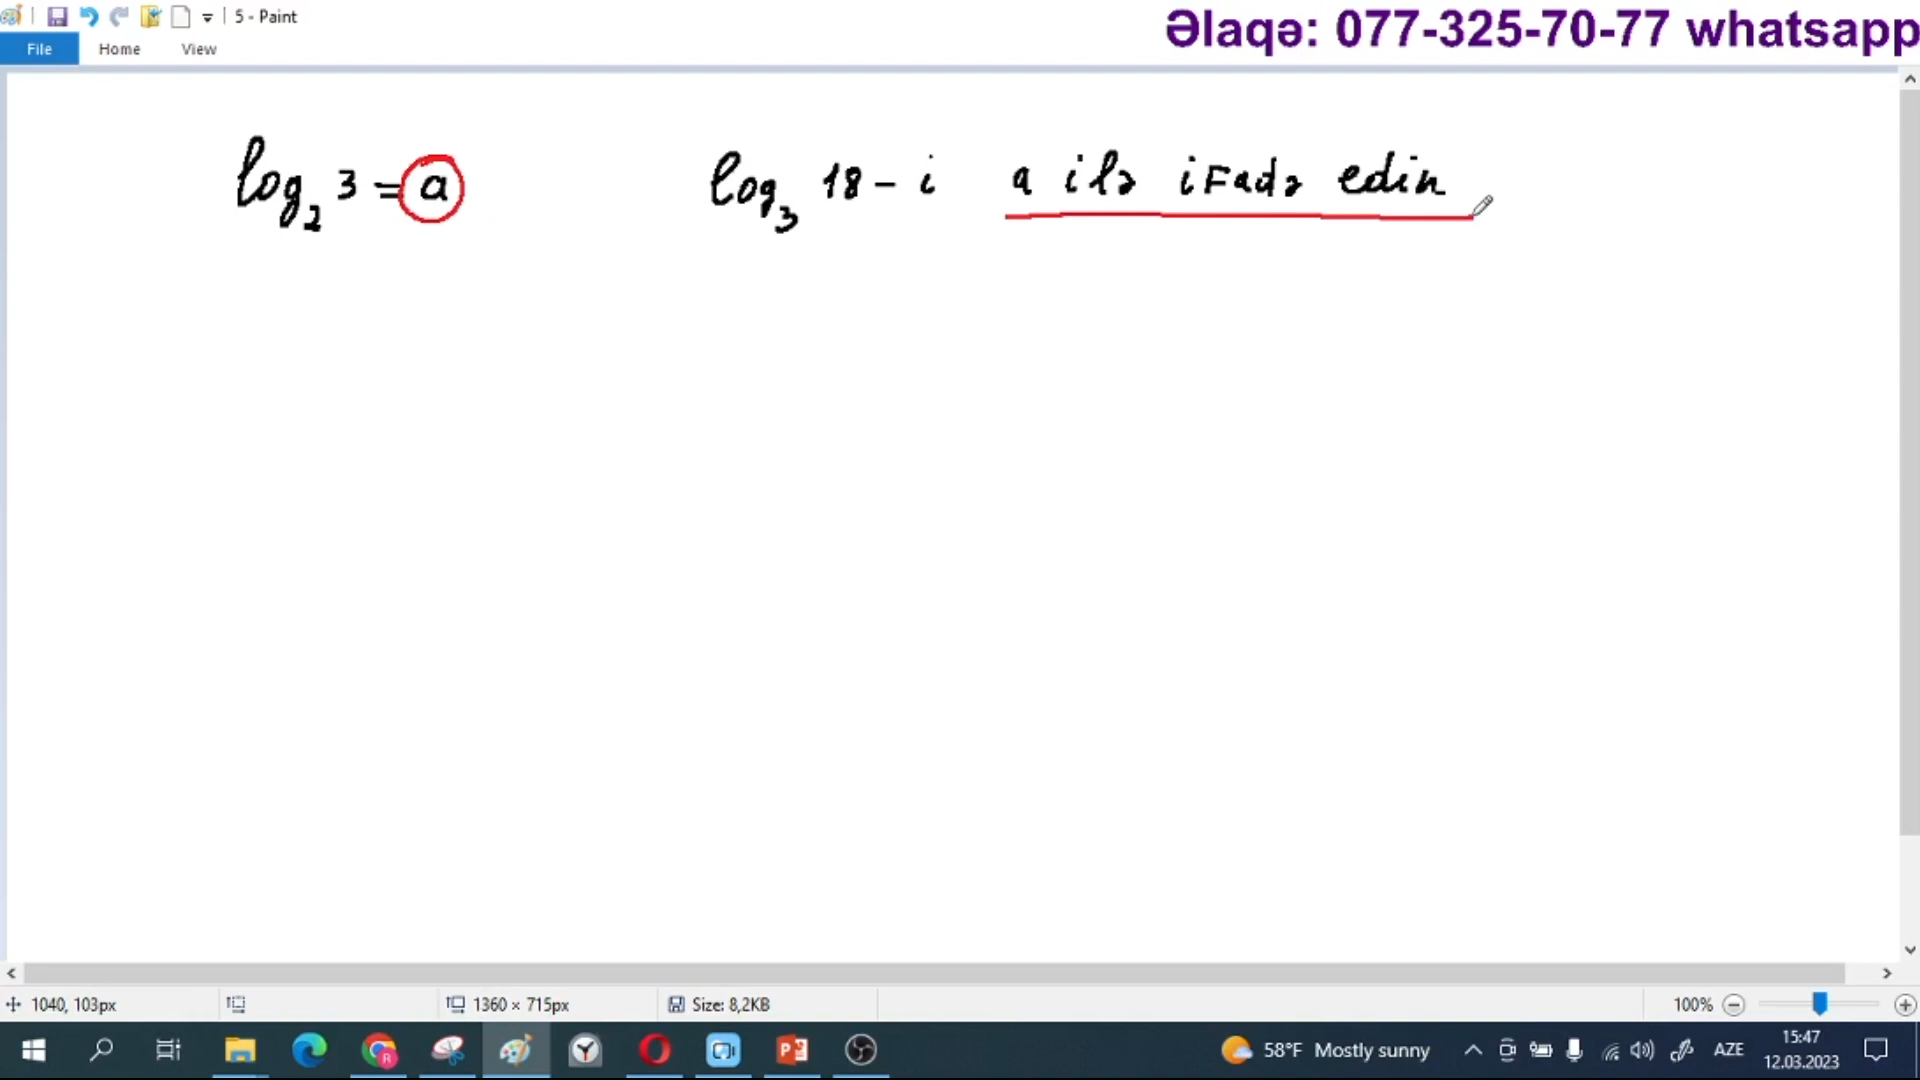 5 - Paint
Əlaqə: 077-325-70-77 whatsapp
File Home View
log₂ 3 = a
log₃ 18 - i a ilə ifadə edin
1040, 103px
1360 × 715px
Size: 8,2KB
100%
58°F Mostly sunny
AZE
15:47
12.03.2023